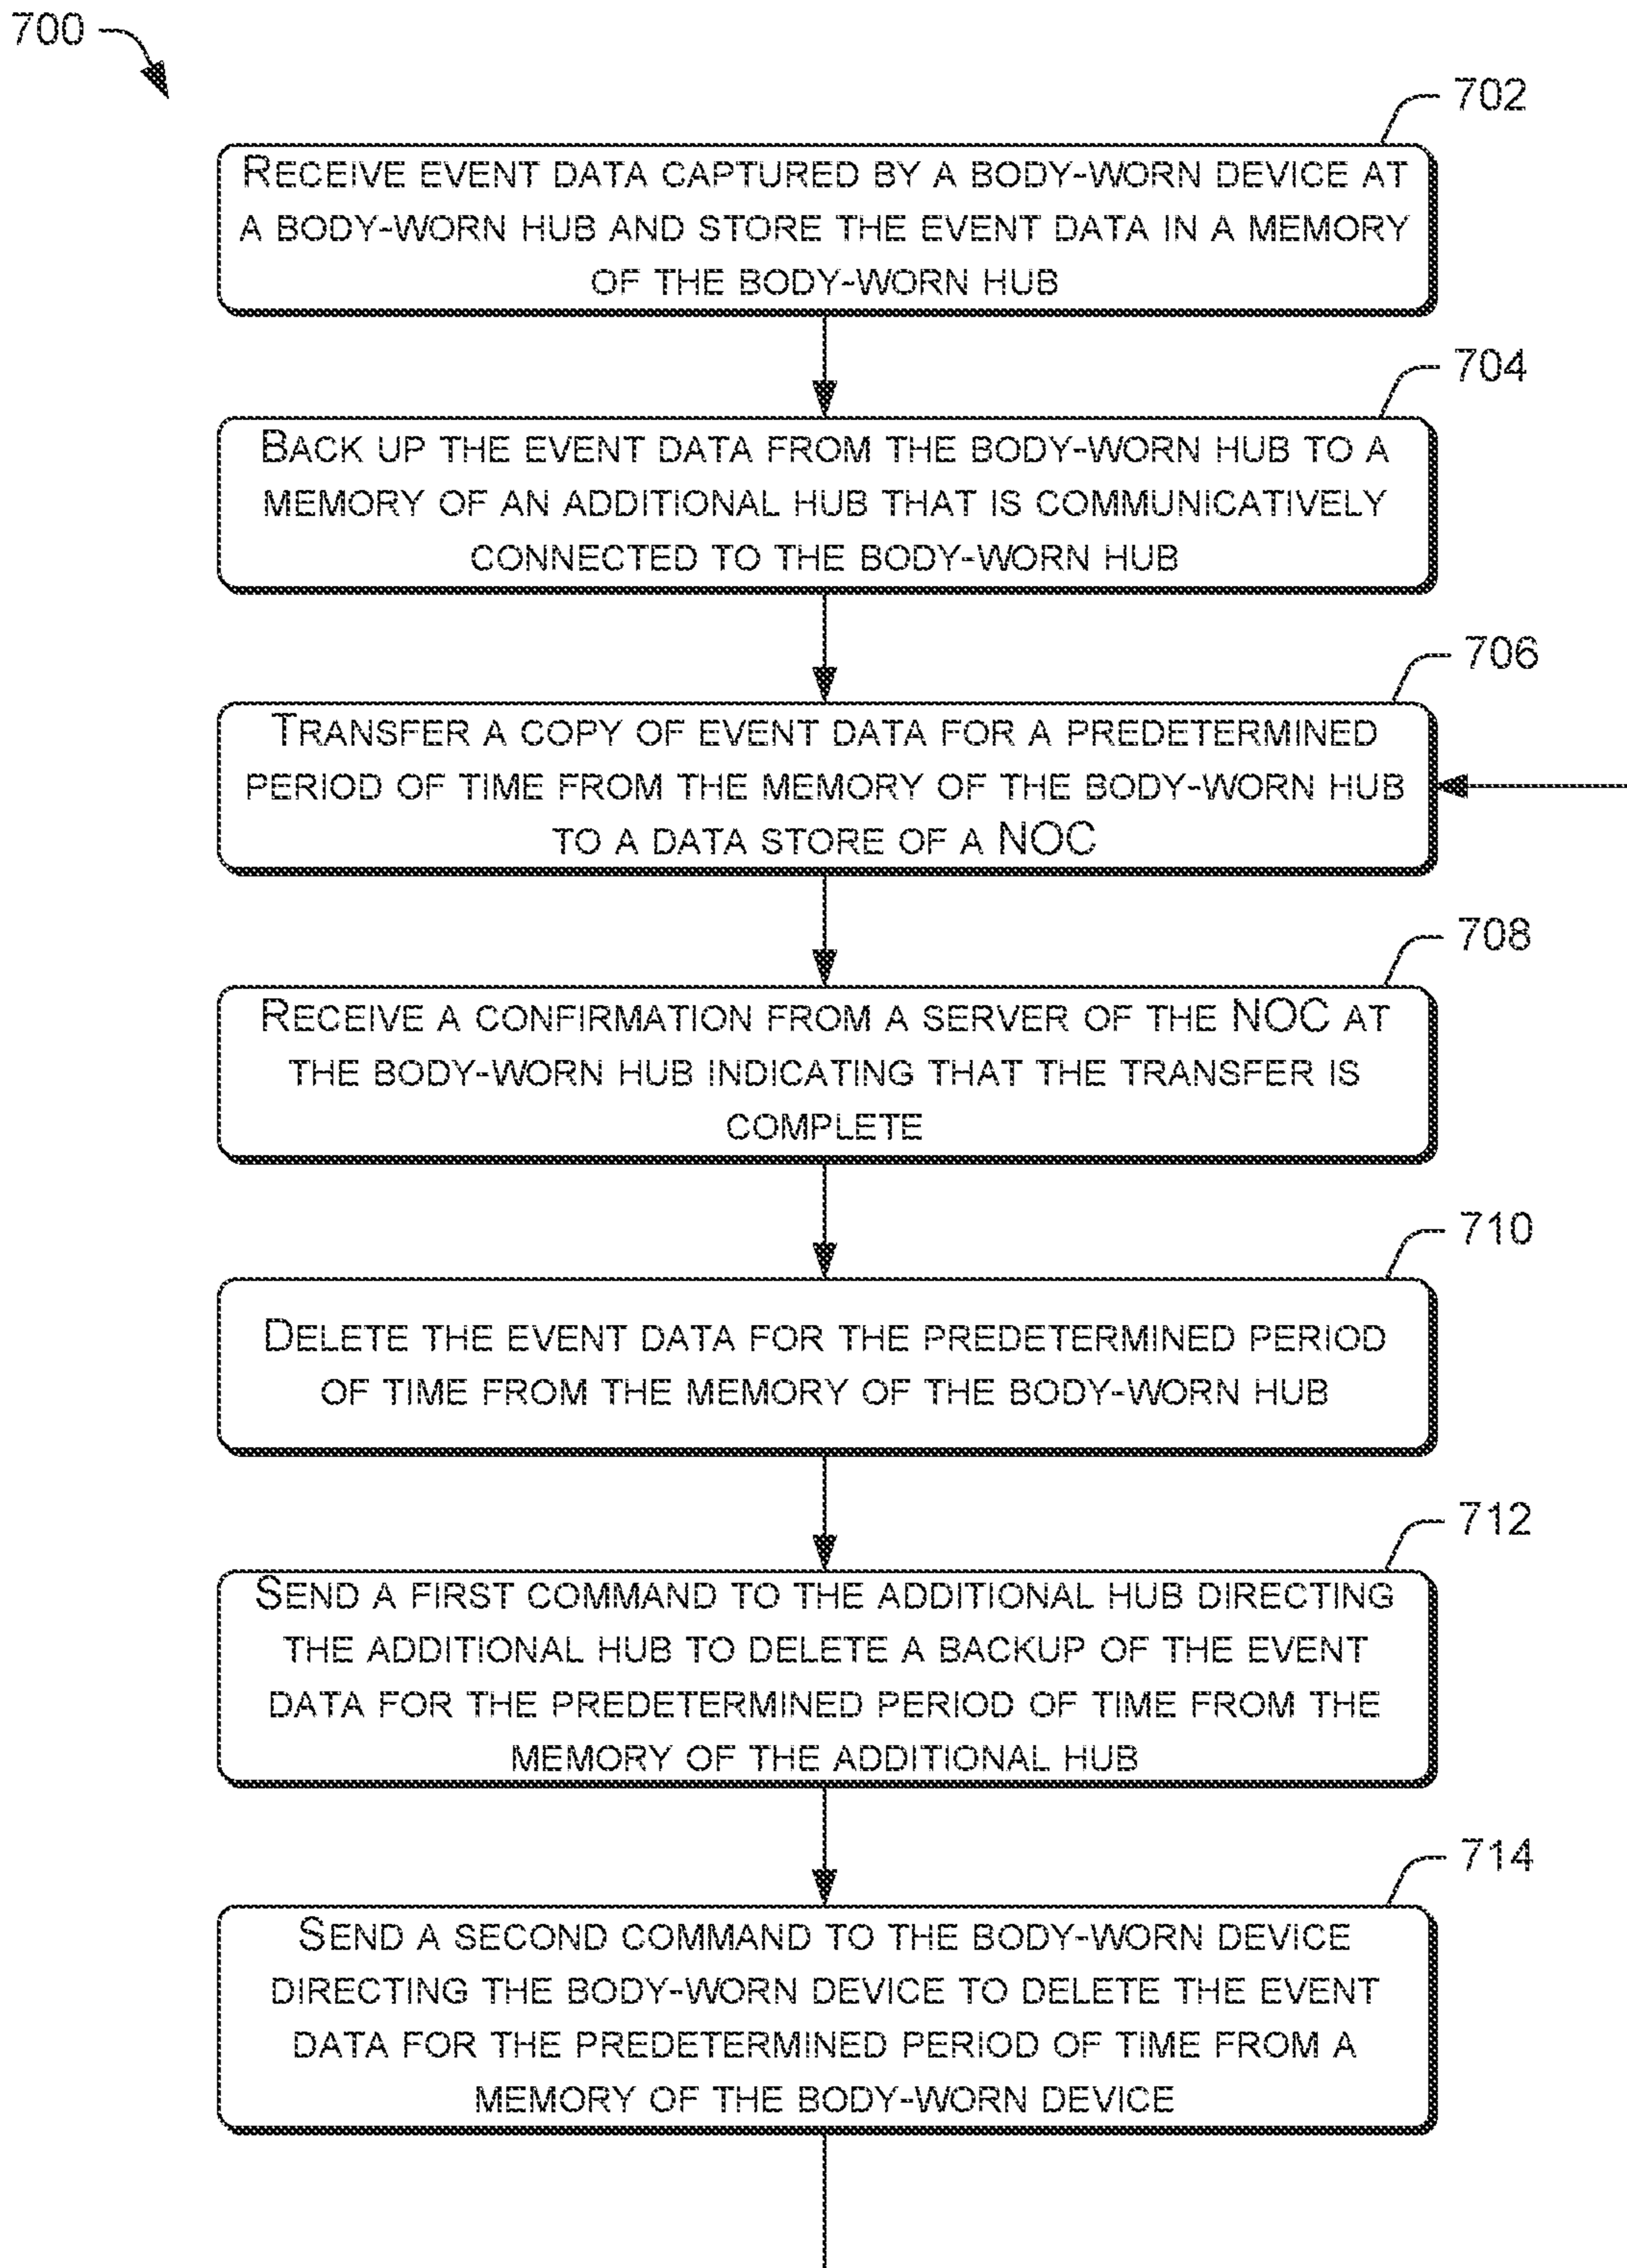 700
702
RECEIVE EVENT DATA CAPTURED BY A BODY-WORN DEVICE AT
A BODY-WORN HUB AND STORE THE EVENT DATA IN A MEMORY
OF THE BODY-WORN HUB
704
BACK UP THE EVENT DATA FROM THE BODY-WORN HUB TO A
MEMORY OF AN ADDITIONAL HUB THAT IS COMMUNICATIVELY
CONNECTED TO THE BODY-WORN HUB
706
TRANSFER A COPY OF EVENT DATA FOR A PREDETERMINED
PERIOD OF TIME FROM THE MEMORY OF THE BODY-WORN HUB
TO A DATA STORE OF A NOC
708
RECEIVE A CONFIRMATION FROM A SERVER OF THE NOC AT
THE BODY-WORN HUB INDICATING THAT THE TRANSFER IS
COMPLETE
710
DELETE THE EVENT DATA FOR THE PREDETERMINED PERIOD
OF TIME FROM THE MEMORY OF THE BODY-WORN HUB
712
SEND A FIRST COMMAND TO THE ADDITIONAL HUB DIRECTING
THE ADDITIONAL HUB TO DELETE A BACKUP OF THE EVENT
DATA FOR THE PREDETERMINED PERIOD OF TIME FROM THE
MEMORY OF THE ADDITIONAL HUB
714
SEND A SECOND COMMAND TO THE BODY-WORN DEVICE
DIRECTING THE BODY-WORN DEVICE TO DELETE THE EVENT
DATA FOR THE PREDETERMINED PERIOD OF TIME FROM A
MEMORY OF THE BODY-WORN DEVICE